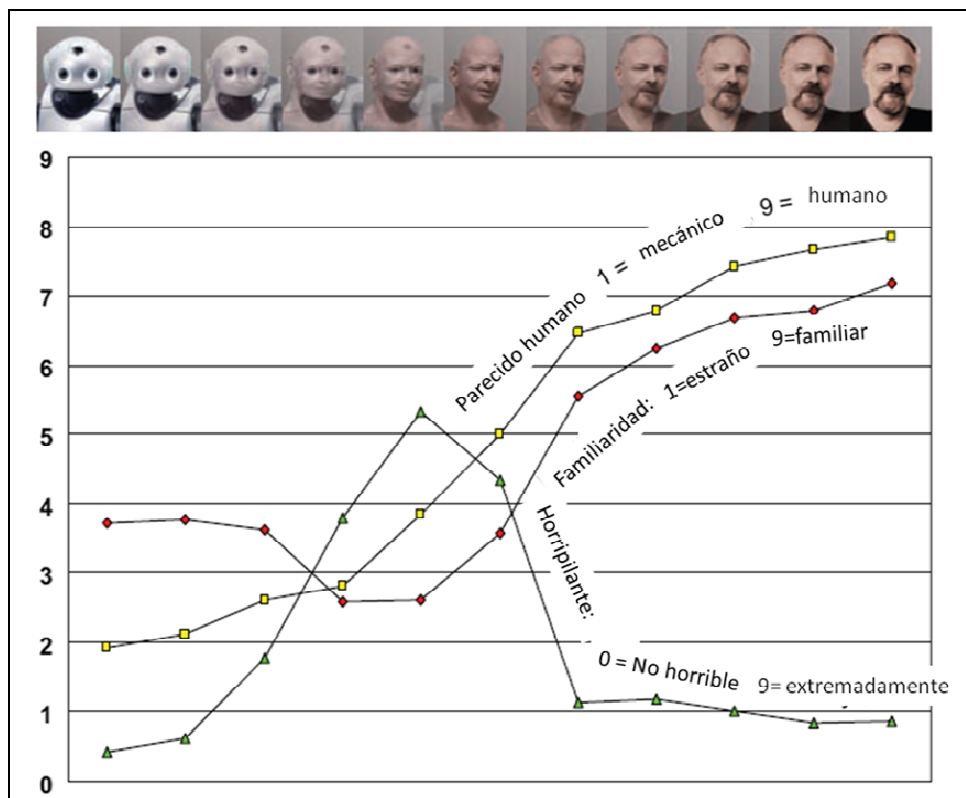 9
8
7
6
5
4
3
2
1
0
Parecido humano 1 = mecánico , 9 = humano
Familiaridad: 1=estraño 9=familiar
Horripilante:
0 = No horrible 9= extremadamente